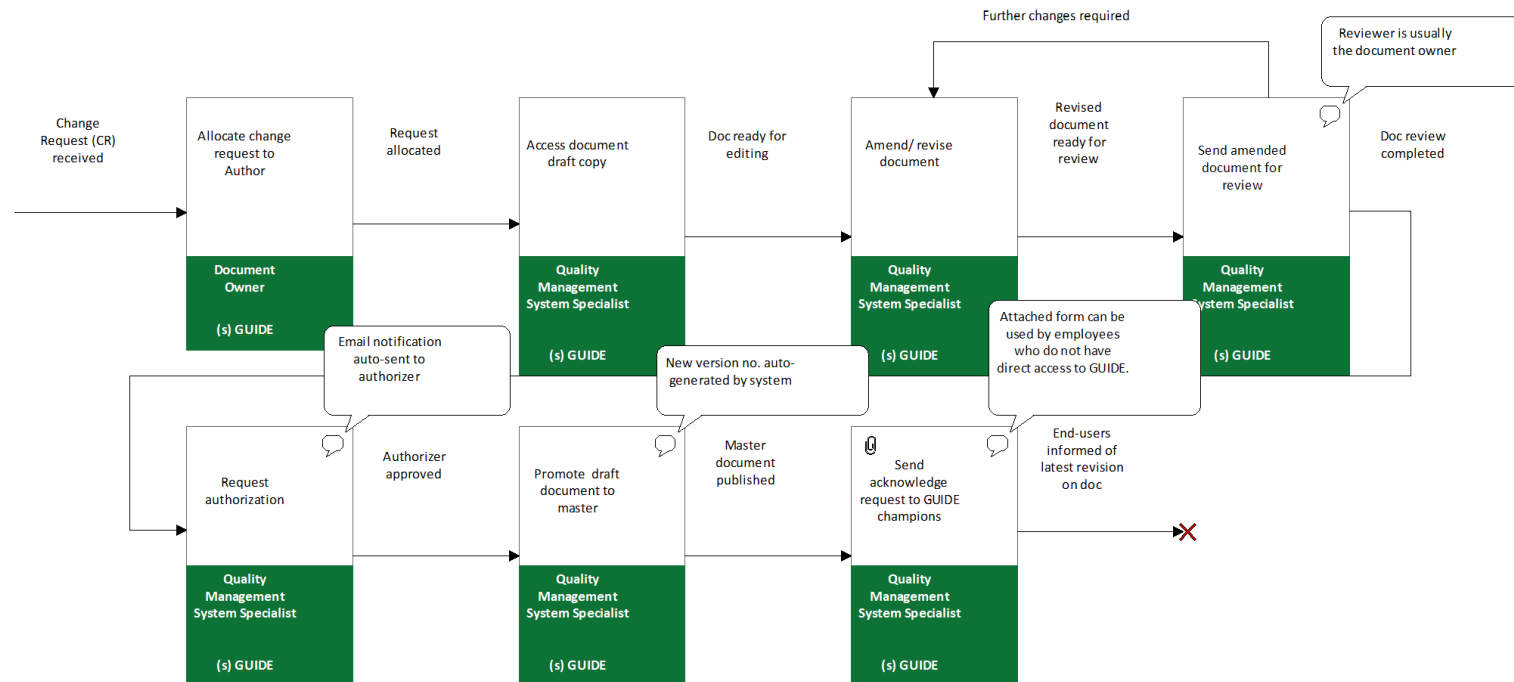 Further changes required
Reviewer is usually
the document owner
Change
Request (CR)
received
Allocate change
request to
Author
Request
allocated
Access document
draft copy
Doc ready for
editing
Amend/ revise
document
Revised
document
ready for
review
Send amended
document for
review
Doc review
completed
Document
Owner
(s) GUIDE
Quality
Management
System Specialist
(s) GUIDE
Quality
Management
System Specialist
(s) GUIDE
Quality
Management
System Specialist
(s) GUIDE
Email notification
auto-sent to
authorizer
New version no. auto-
generated by system
Attached form can be
used by employees
who do not have
direct access to GUIDE.
Request
authorization
Authorizer
approved
Promote draft
document to
master
Master
document
published
Send
acknowledge
request to GUIDE
champions
End-users
informed of
latest revision
on doc
Quality
Management
System Specialist
(s) GUIDE
Quality
Management
System Specialist
(s) GUIDE
Quality
Management
System Specialist
(s) GUIDE